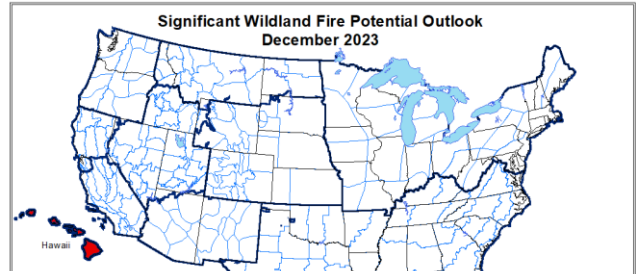 Significant Wildland Fire Potential Outlook
December 2023
Hawaii